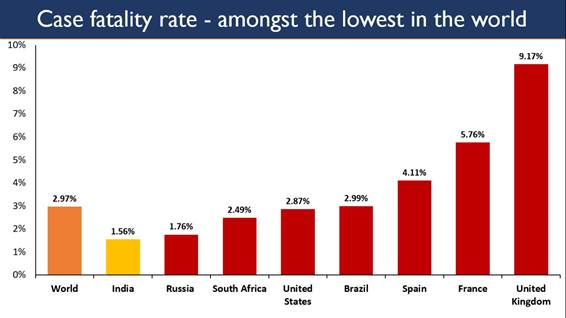 Case fatality rate - amongst the lowest in the world
10%
9%
8%
7%
6%
5%
4%
3%
2%
1%
0%
2.97%
1.56%
1.76%
2.49%
2.87%
2.99%
4.11%
5.76%
9.17%
World
India
Russia
South Africa
United
States
Brazil
Spain
France
United
Kingdom